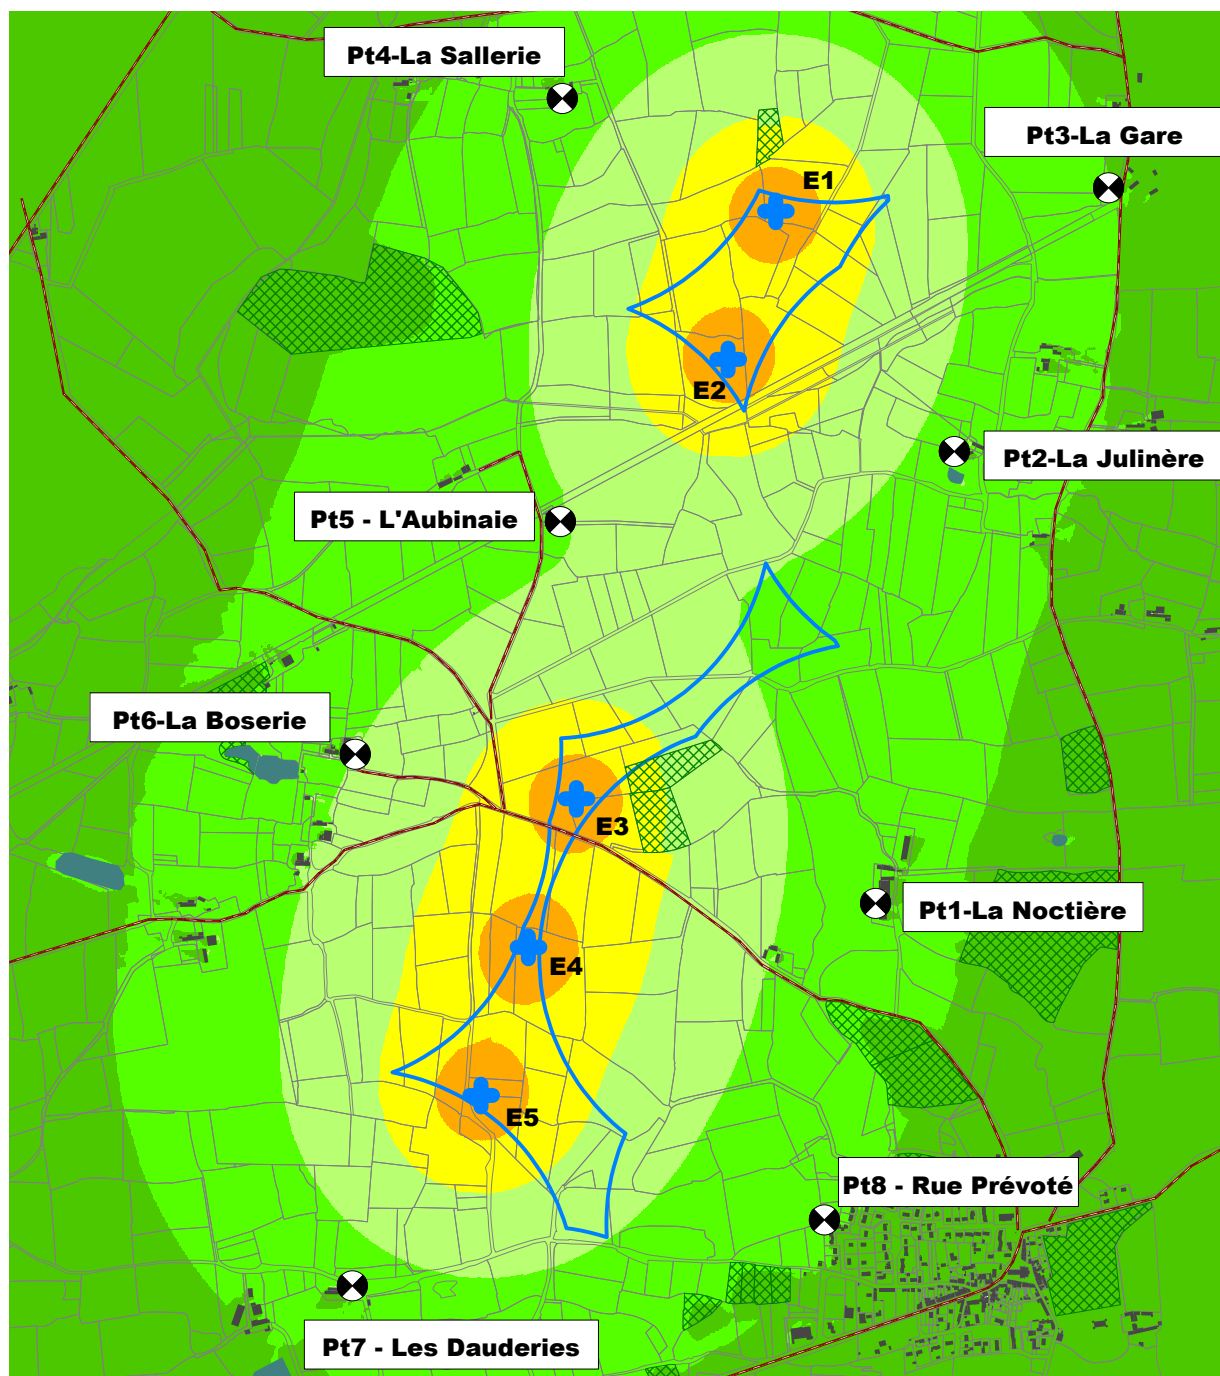 Pt4-La Sallerie
Pt3-La Gare
E1
E2
Pt2-La Julinère
Pt5 - L'Aubinaie
Pt6-La Boserie
E3
Pt1-La Noctière
E4
E5
Pt8 - Rue Prévoté
Pt7 - Les Dauderies